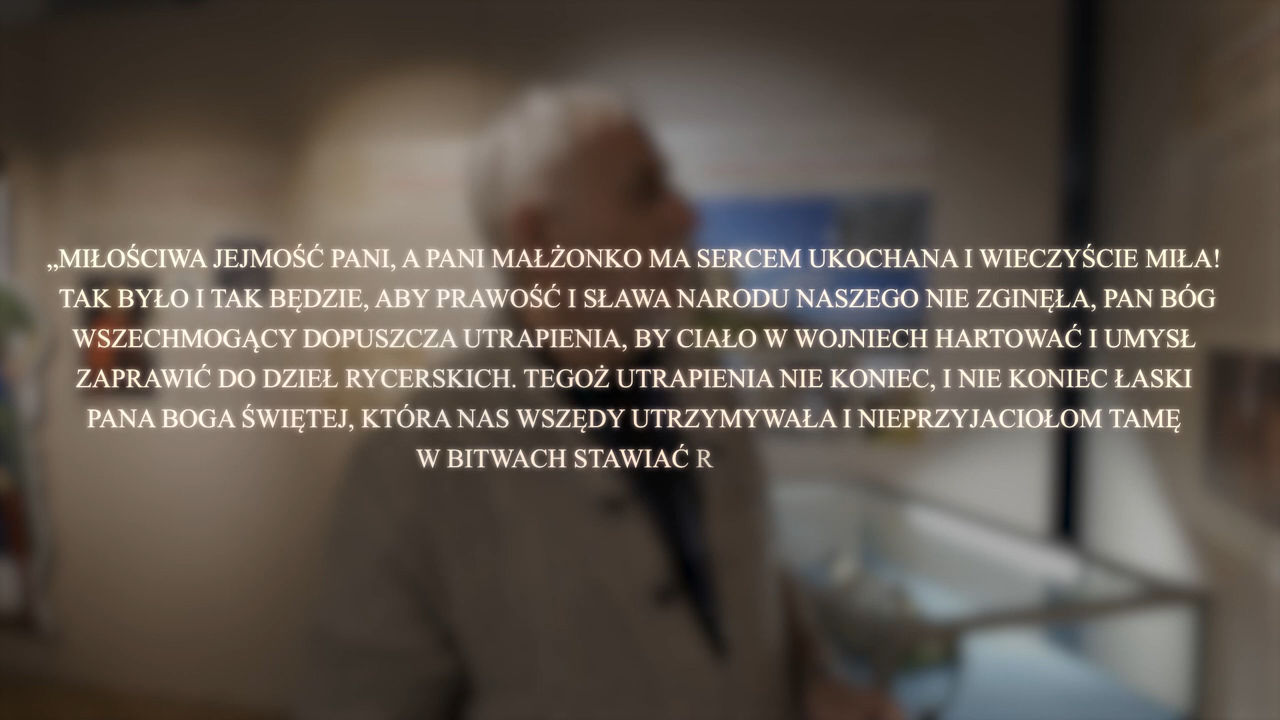 „MIŁOŚCIWA JEJMOŚĆ PANI, A PANI MAŁŻONKO MA SERCEM UKOCHANA I WIECZYŚCIE MIŁA!
TAK BYŁO I TAK BĘDZIE, ABY PRAWOŚĆ I SŁAWA NARODU NASZEGO NIE ZGINĘŁA, PAN BÓG
WSZECHMOGĄCY DOPUSZCZA UTRAPIENIA, BY CIAŁO W WOJNIECH HARTOWAĆ I UMYSŁ
ZAPRAWIĆ DO DZIEŁ RYCERSKICH. TEGOŻ UTRAPIENIA NIE KONIEC, I NIE KONIEC ŁASKI
PANA BOGA ŚWIĘTEJ, KTÓRA NAS WSZĘDY UTRZYMYWAŁA I NIEPRZYJACIOŁOM TAMĘ
W BITWACH STAWIAĆ R